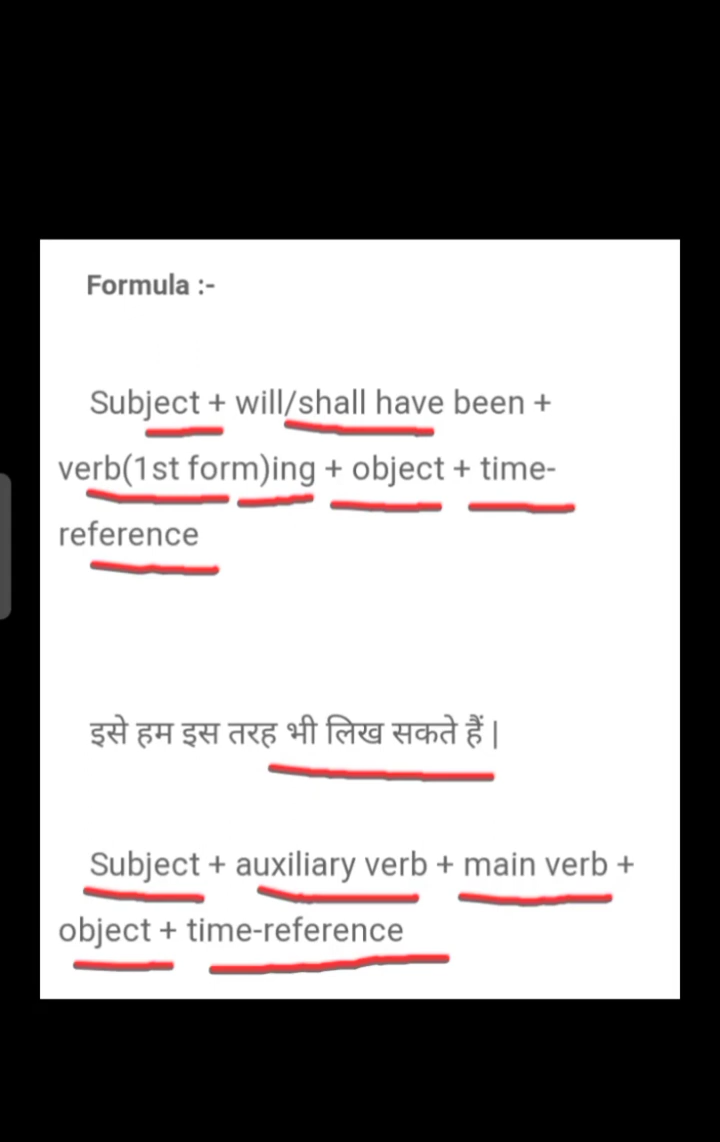 Formula :-
Subject + will/shall have been +
verb(1st form)ing + object + time-
reference
इसे हम इस तरह भी लिख सकते हैं |
Subject + auxiliary verb + main verb +
object + time-reference